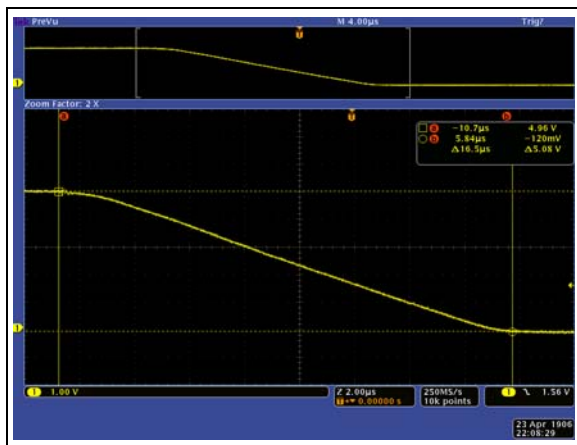 PreVu M 4.00µs Trig?
T
1
Zoom Factor: 2 X
a T b
a -10.7µs 4.96 V
b 5.84µs -120mV
Δ16.5µs Δ5.08 V
1
1 1.00 V Z 2.00µs 250MS/s 1 1.56 V
T 0.00000 s 10k points
23 Apr 1906
22:08:29